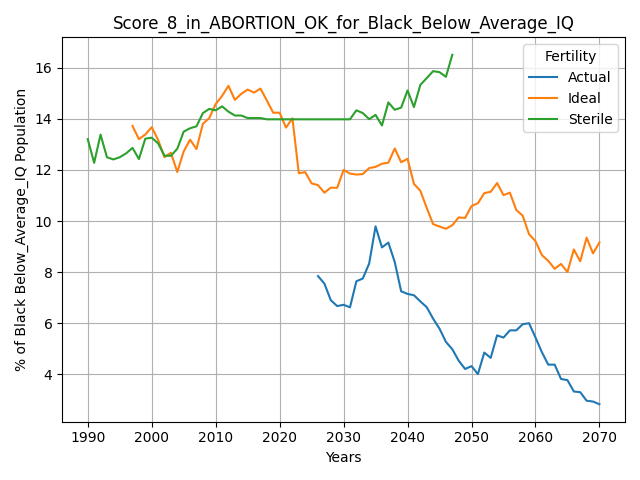 Score_8_in_ABORTION_OK_for_Black_Below_Average_IQ
% of Black Below_Average_IQ Population
16
14
12
10
8
6
4
Fertility
Actual
Ideal
Sterile
1990 2000 2010 2020 2030 2040 2050 2060 2070
Years